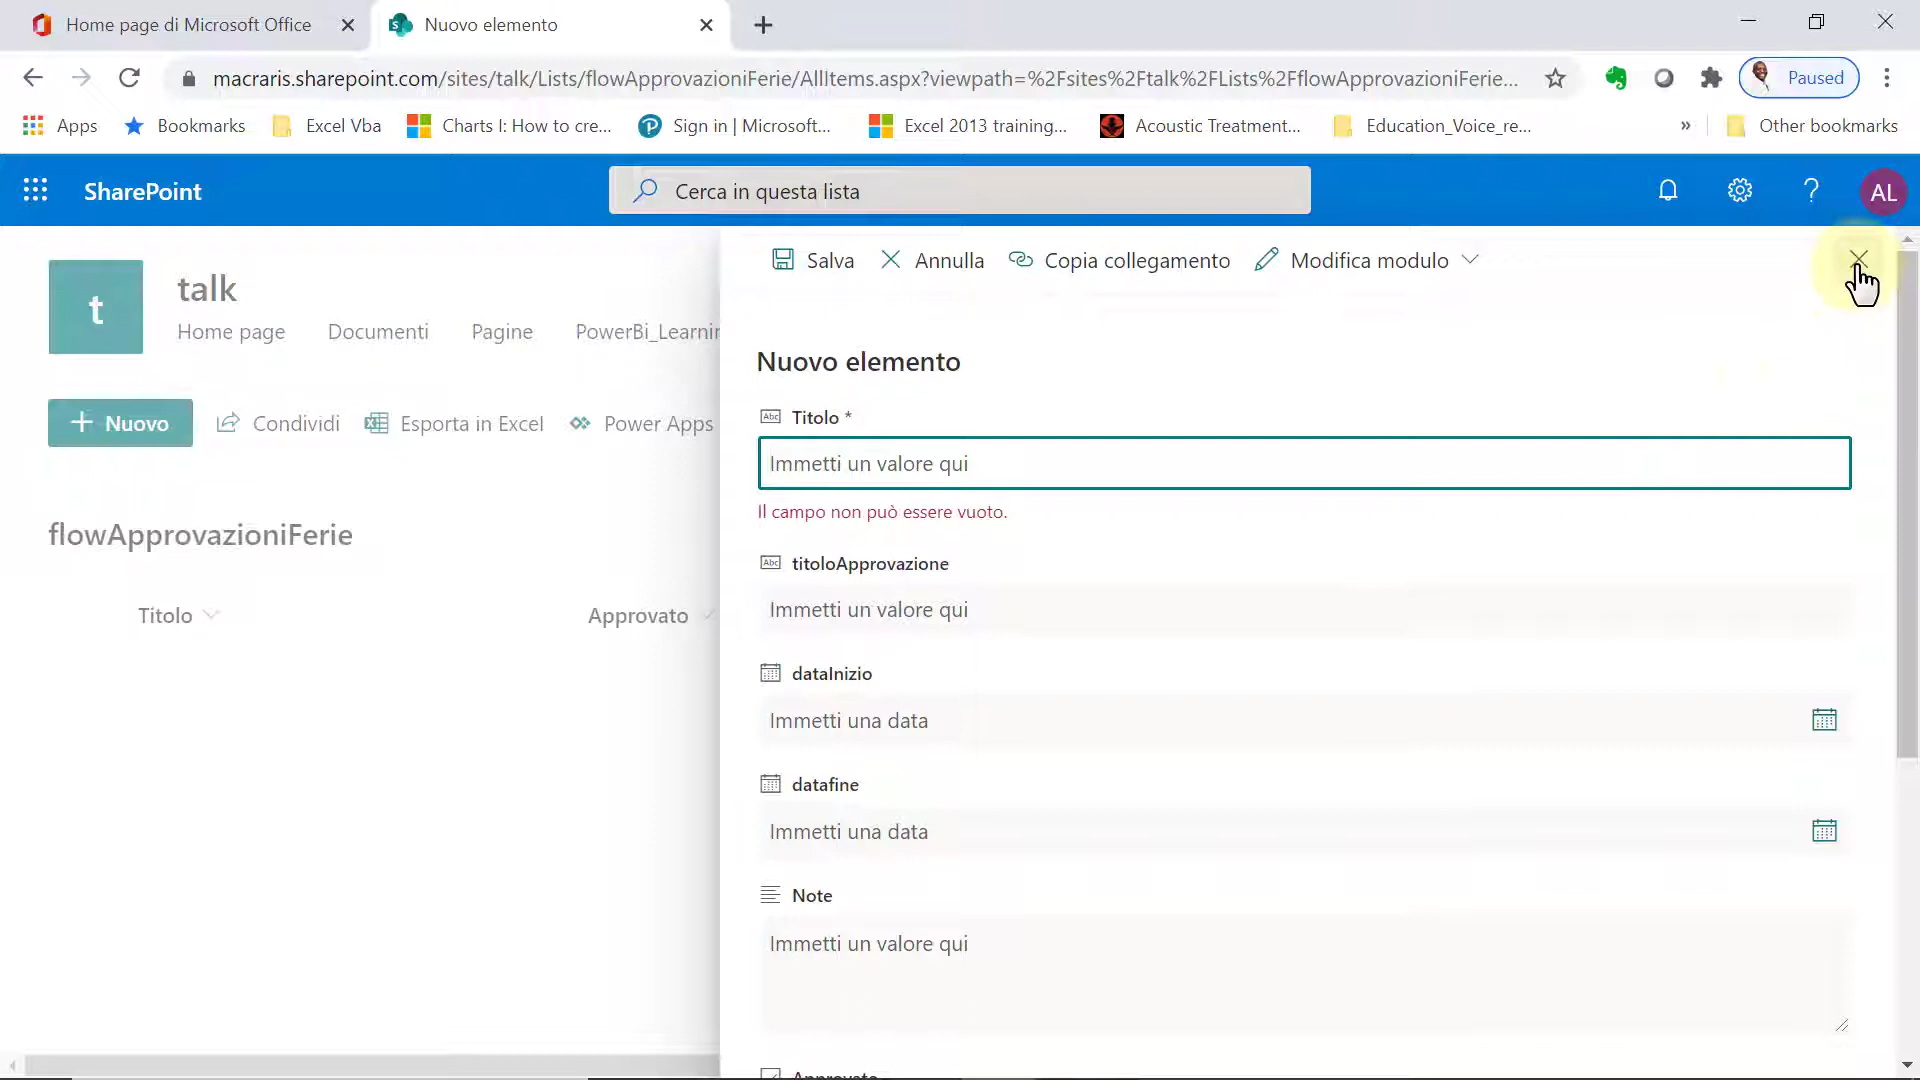 Home page di Microsoft Office
Nuovo elemento
macraris.sharepoint.com/sites/talk/Lists/flowApprovazioniFerie/AllItems.aspx?viewpath=%2Fsites%2Ftalk%2FLists%2FflowApprovazioniFerie...
Paused
Apps
Bookmarks
Excel Vba
Charts I: How to cre...
Sign in | Microsoft...
Excel 2013 training...
Acoustic Treatment...
Education_Voice_re...
»
Other bookmarks
SharePoint
Cerca in questa lista
AL
t
talk
Home page
Documenti
Pagine
PowerBi_Learnin
+ Nuovo
Condividi
Esporta in Excel
Power Apps
flowApprovazioniFerie
Titolo
Approvato
Salva
Annulla
Copia collegamento
Modifica modulo
Nuovo elemento
Abc Titolo *
Immetti un valore qui
Il campo non può essere vuoto.
Abc titoloApprovazione
Immetti un valore qui
dataInizio
Immetti una data
datafine
Immetti una data
Note
Immetti un valore qui
Approvato